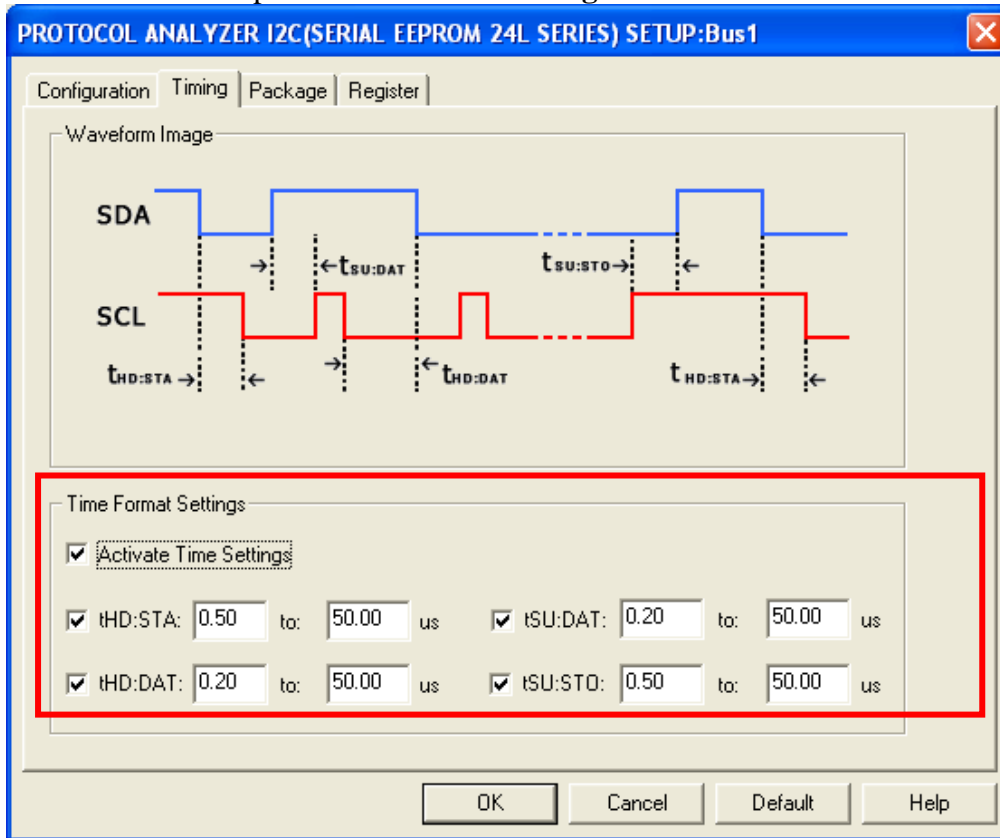 PROTOCOL ANALYZER I2C(SERIAL EEPROM 24L SERIES) SETUP:Bus1
Configuration Timing Package Register
Waveform Image
SDA
tSU:DAT tSU:STO
SCL
tHD:STA tHD:DAT tHD:STA
Time Format Settings
Activate Time Settings
tHD:STA: 0.50 to: 50.00 us tSU:DAT: 0.20 to: 50.00 us
tHD:DAT: 0.20 to: 50.00 us tSU:STO: 0.50 to: 50.00 us
OK Cancel Default Help